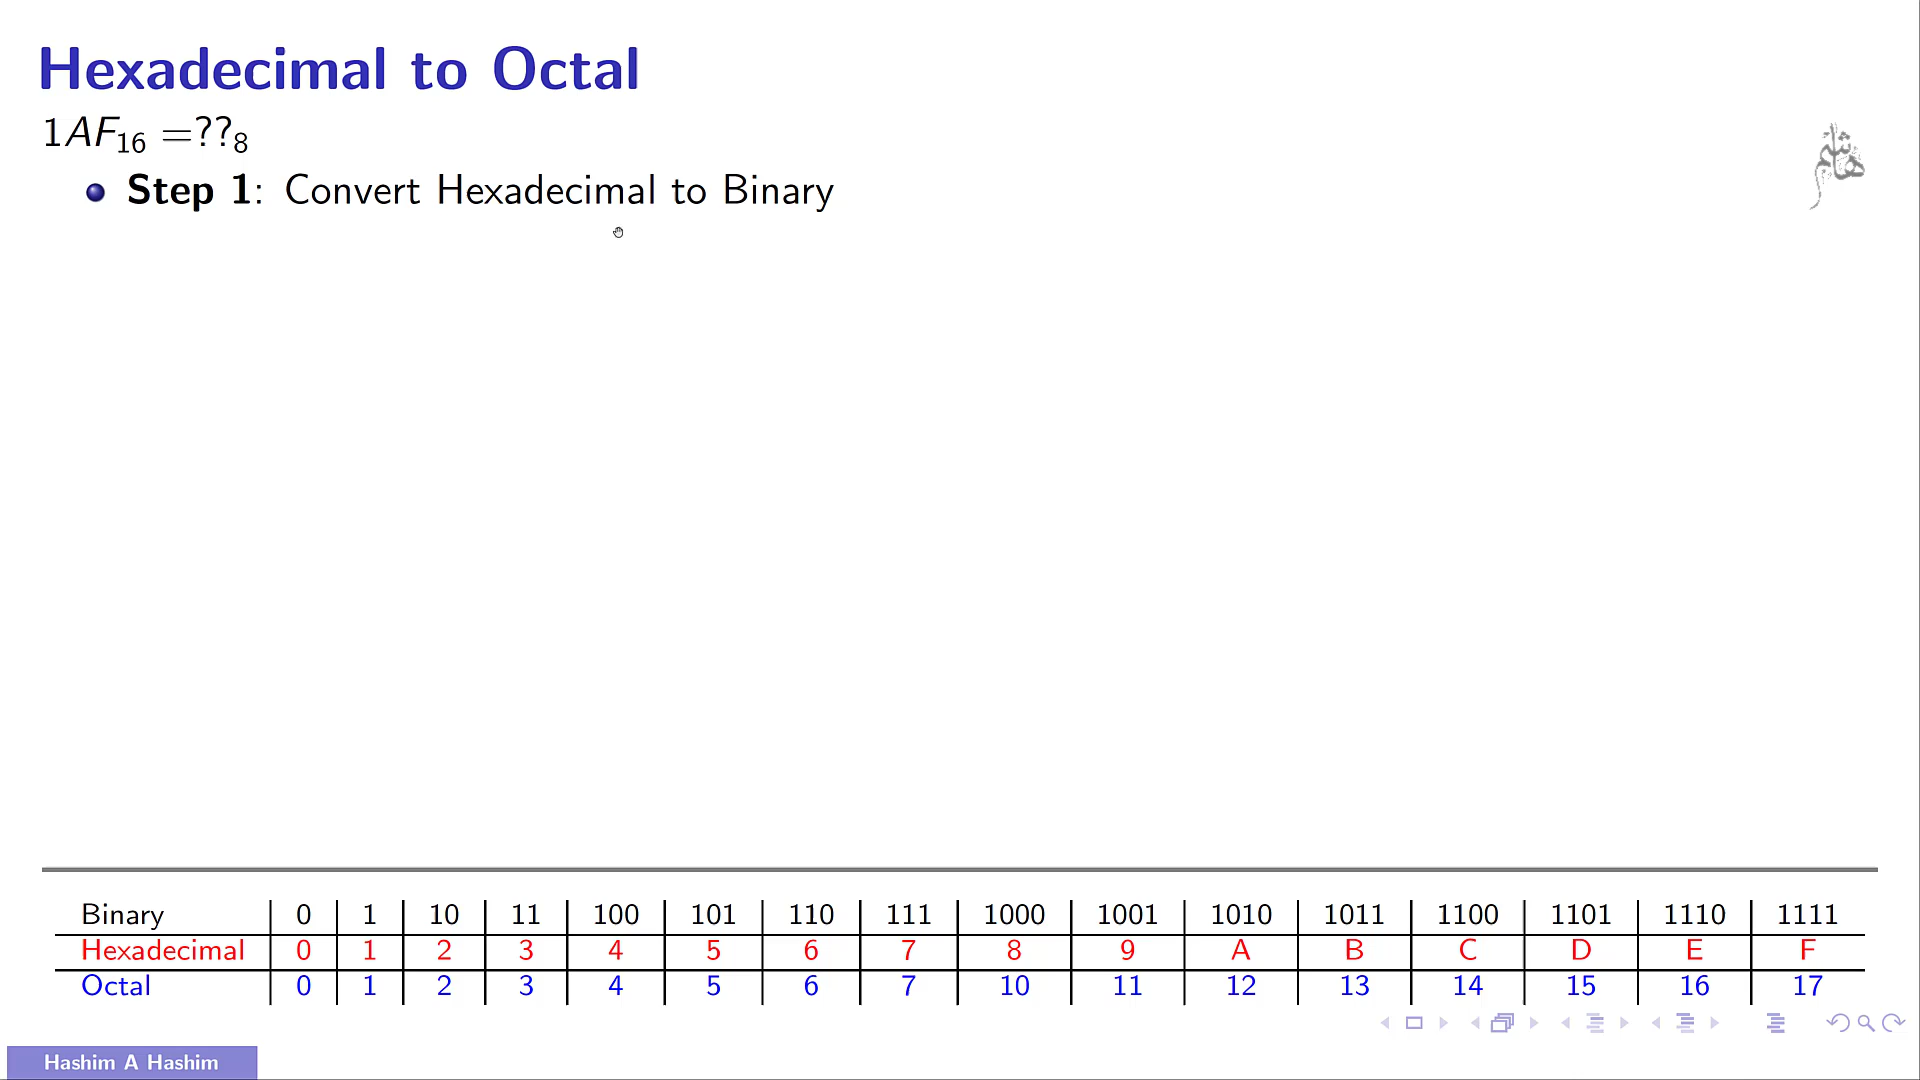 Hexadecimal to Octal
1AF₁₆ =??₈
Step 1: Convert Hexadecimal to Binary
هاشم
Binary 0 1 10 11 100 101 110 111 1000 1001 1010 1011 1100 1101 1110 1111
Hexadecimal 0 1 2 3 4 5 6 7 8 9 A B C D E F
Octal 0 1 2 3 4 5 6 7 10 11 12 13 14 15 16 17
Hashim A Hashim